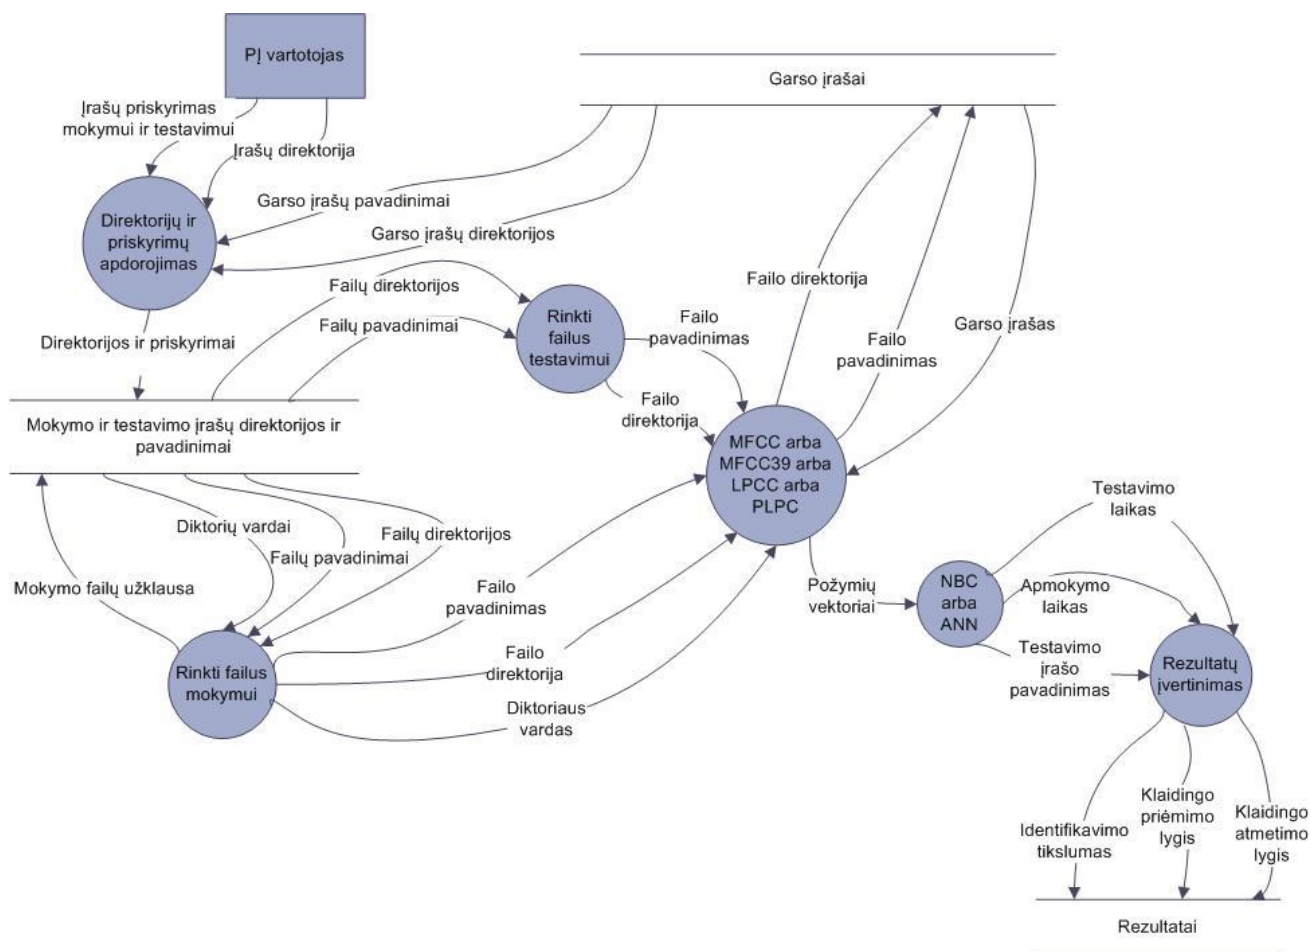 PĮ vartotojas
Garso įrašai
Įrašų priskyrimas
mokymui ir testavimui
Įrašų direktorija
Garso įrašų pavadinimai
Direktorijų ir
priskyrimų
apdorojimas
Garso įrašų direktorijos
Failų direktorijos
Failo direktorija
Failų pavadinimai
Rinkti
failus
testavimui
Failo
pavadinimas
Garso įrašas
Failo
pavadinimas
Direktorijos ir priskyrimai
Failo
direktorija
Mokymo ir testavimo įrašų direktorijos ir
pavadinimai
MFCC arba
MFCC39 arba
LPCC arba
PLPC
Testavimo
laikas
Diktorių vardai
Failų direktorijos
Failų pavadinimai
Mokymo failų užklausa
Failo
pavadinimas
Požymių
vektoriai
NBC
arba
ANN
Apmokymo
laikas
Rinkti failus
mokymui
Failo
direktorija
Testavimo
įrašo
pavadinimas
Rezultatų
įvertinimas
Diktoriaus
vardas
Identifikavimo
tikslumas
Klaidingo
priėmimo
lygis
Klaidingo
atmetimo
lygis
Rezultatai